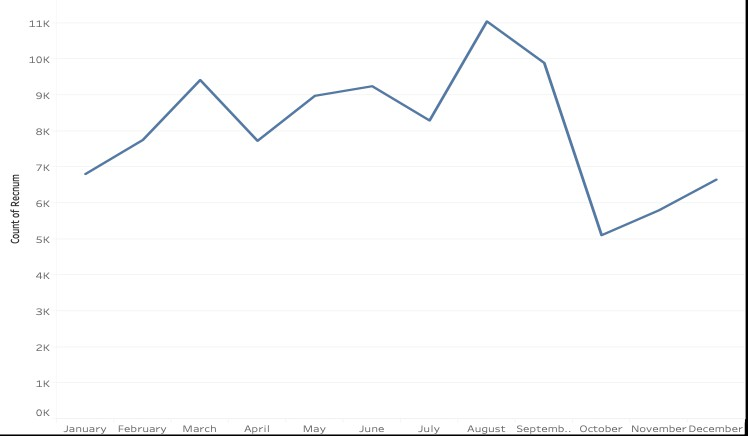 11K
10K
9K
8K
7K
6K
5K
4K
3K
2K
1K
0K
Count of Recnum
January February March April May June July August Septemb.. October November December